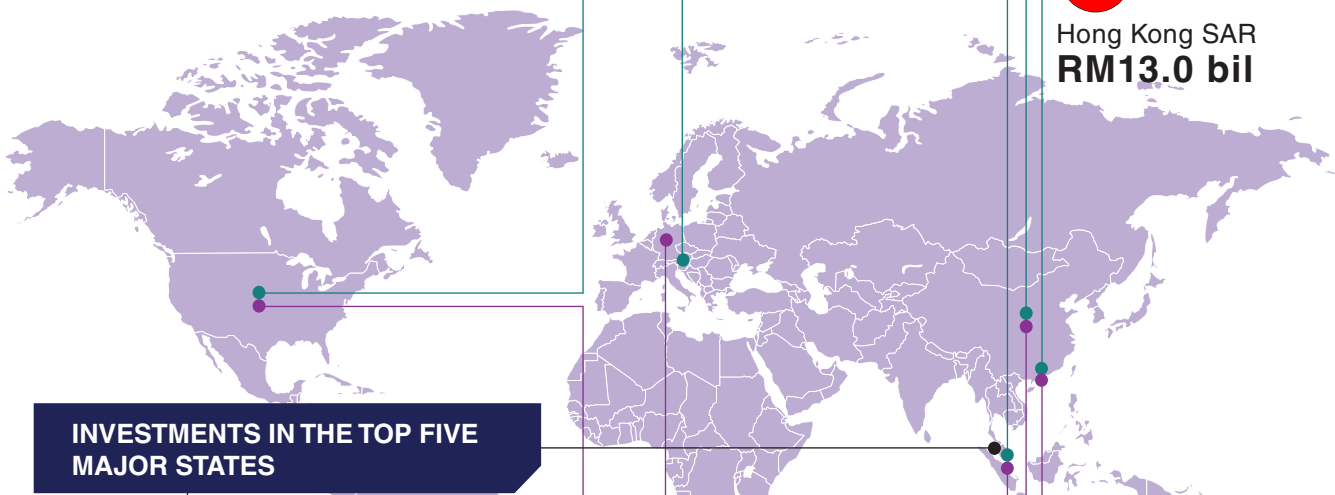 Hong Kong SAR
RM13.0 bil
INVESTMENTS IN THE TOP FIVE
MAJOR STATES